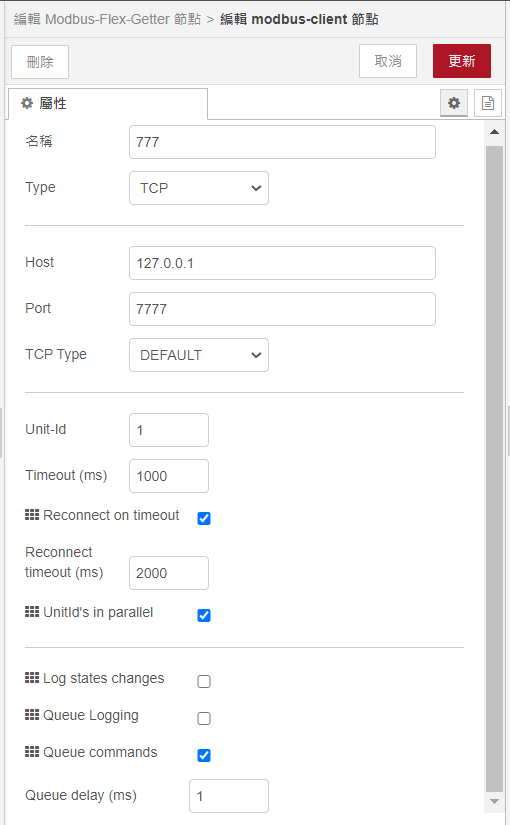 編輯 Modbus-Flex-Getter 節點 > 編輯 modbus-client 節點
刪除 取消 更新
屬性
名稱 777
Type TCP
Host 127.0.0.1
Port 7777
TCP Type DEFAULT
Unit-Id 1
Timeout (ms) 1000
Reconnect on timeout
Reconnect
timeout (ms) 2000
UnitId's in parallel
Log states changes
Queue Logging
Queue commands
Queue delay (ms) 1